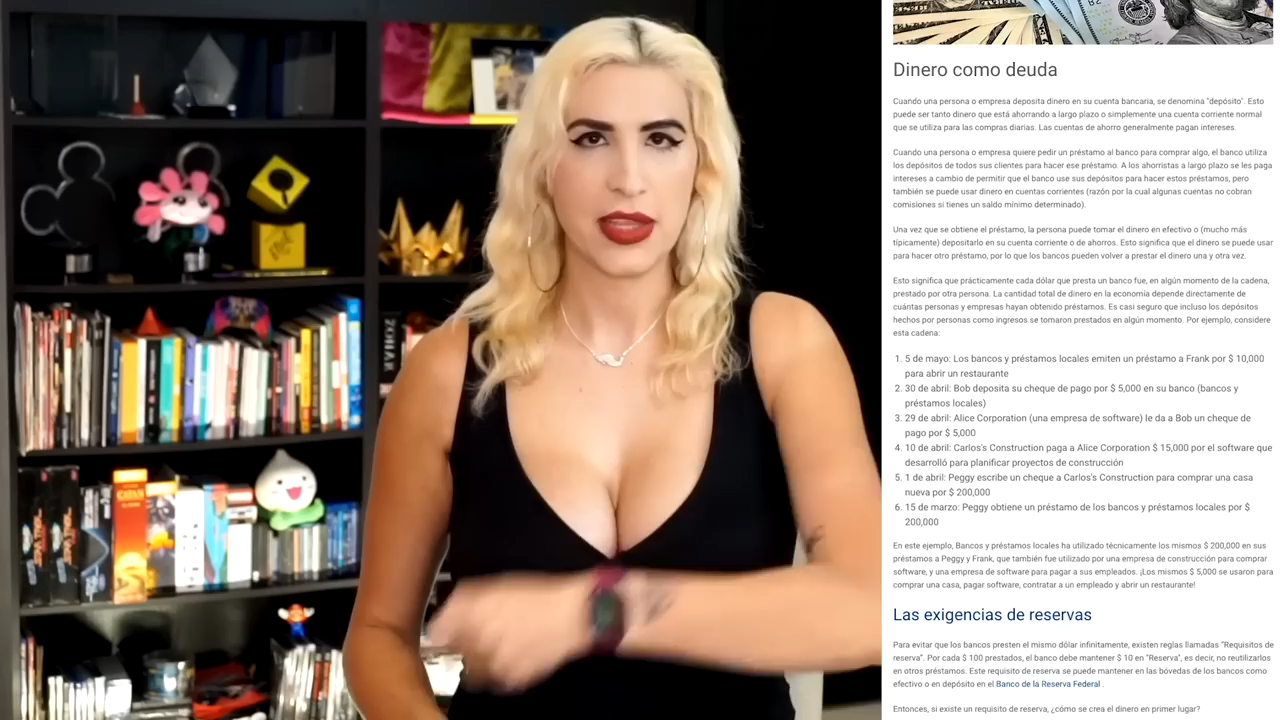 Dinero como deuda
Cuando una persona o empresa deposita dinero en su cuenta bancaria, se denomina "depósito". Esto
puede ser tanto dinero que está ahorrando a largo plazo o simplemente una cuenta corriente normal
que se utiliza para las compras diarias. Las cuentas de ahorro generalmente pagan intereses.
Cuando una persona o empresa quiere pedir un préstamo al banco para comprar algo, el banco utiliza
los depósitos de todos sus clientes para hacer ese préstamo. A los ahorristas a largo plazo se les paga
intereses a cambio de permitir que el banco use sus depósitos para hacer estos préstamos, pero
también se puede usar dinero en cuentas corrientes (razón por la cual algunas cuentas no cobran
comisiones si tienes un saldo mínimo determinado).
Una vez que se obtiene el préstamo, la persona puede tomar el dinero en efectivo o (mucho más
típicamente) depositarlo en su cuenta corriente o de ahorros. Esto significa que el dinero se puede usar
para hacer otro préstamo, por lo que los bancos pueden volver a prestar el dinero una y otra vez.
Esto significa que prácticamente cada dólar que presta un banco fue, en algún momento de la cadena,
prestado por otra persona. La cantidad total de dinero en la economía depende directamente de
cuántas personas y empresas hayan obtenido préstamos. Es casi seguro que incluso los depósitos
hechos por personas como ingresos se tomaron prestados en algún momento. Por ejemplo, considere
esta cadena:
1. 5 de mayo: Los bancos y préstamos locales emiten un préstamo a Frank por $ 10,000
para abrir un restaurante
2. 30 de abril: Bob deposita su cheque de pago por $ 5,000 en su banco (bancos y
préstamos locales)
3. 29 de abril: Alice Corporation (una empresa de software) le da a Bob un cheque de
pago por $ 5,000
4. 10 de abril: Carlos's Construction paga a Alice Corporation $ 15,000 por el software que
desarrolló para planificar proyectos de construcción
5. 1 de abril: Peggy escribe un cheque a Carlos's Construction para comprar una casa
nueva por $ 200,000
6. 15 de marzo: Peggy obtiene un préstamo de los bancos y préstamos locales por $
200,000
En este ejemplo, Bancos y préstamos locales ha utilizado técnicamente los mismos $ 200,000 en sus
préstamos a Peggy y Frank, que también fue utilizado por una empresa de construcción para comprar
software, y una empresa de software para pagar a sus empleados. ¡Los mismos $ 5,000 se usaron para
comprar una casa, pagar software, contratar a un empleado y abrir un restaurante!
Las exigencias de reservas
Para evitar que los bancos presten el mismo dólar infinitamente, existen reglas llamadas "Requisitos de
reserva". Por cada $ 100 prestados, el banco debe mantener $ 10 en "Reserva", es decir, no reutilizarlos
en otros préstamos. Este requisito de reserva se puede mantener en las bóvedas de los bancos como
efectivo o en depósito en el Banco de la Reserva Federal .
Entonces, si existe un requisito de reserva, ¿cómo se crea el dinero en primer lugar?